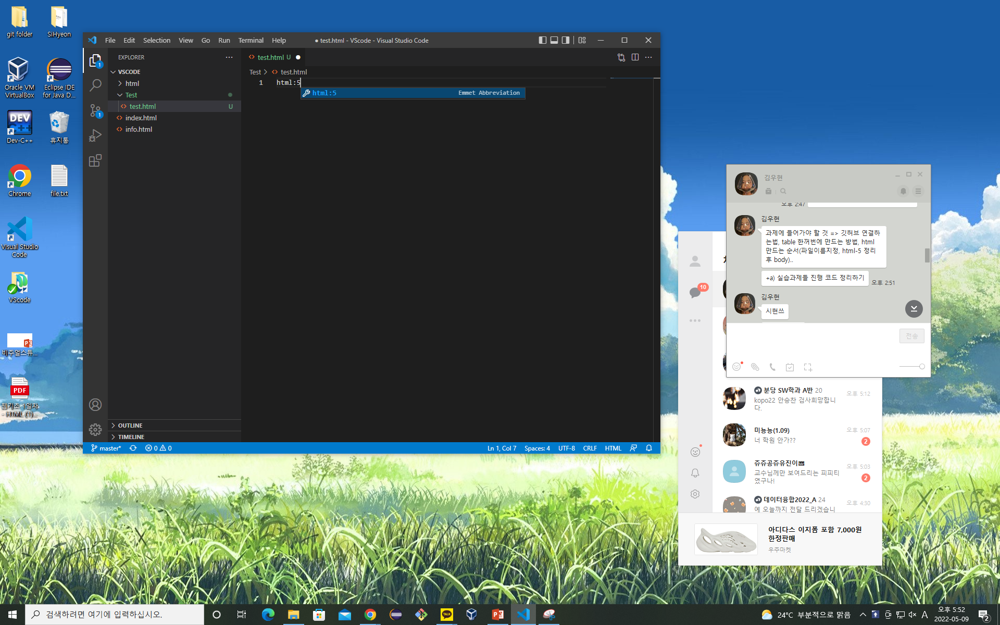 git folder
SiHyeon
Oracle VM
VirtualBox
Eclipse IDE
for Java D...
DEV
C++
Dev-C++
휴지통
Chrome
file.txt
Visual Studio
Code
VScode
비주얼스튜...
PDF
웹기초 1일차
- HTML (1)...
File Edit Selection View Go Run Terminal Help
● test.html - VScode - Visual Studio Code
EXPLORER
VSCODE
html
Test
test.html U
index.html
info.html
OUTLINE
TIMELINE
1
1
test.html U
Test > test.html
1 html:5
html:5 Emmet Abbreviation
master*
0 0
Ln 1, Col 7 Spaces: 4 UTF-8 CRLF HTML
김우현
오후 2:47
김우현
과제에 들어가야 할 것 => 깃허브 연결하
는법, table 한꺼번에 만드는 방법, html
만드는 순서(파일이름지정, html-5 정리
후 body)..
+a) 실습과제들 진행 코드 정리하기
오후 2:51
김우현
시현쓰
전송
10
분당 SW학과 A반 20
오후 5:12
kopo22 안승찬 검사희망합니
다.
미뇽뇽(1.09)
오후 5:07
너 학원 안가??
2
쥬쥬공쥬유진이
오후 5:03
교수님께만 보여드리는 피피티
였구나!
2
데이터융합2022_A 24
오후 4:30
예 오늘까지 전달 드리겠습니
아디다스 이지폼 포함 7,000원
한정판매
우주마켓
검색하려면 여기에 입력하십시오.
TALK
24°C 부분적으로 맑음
A
오후 5:52
2022-05-09
2